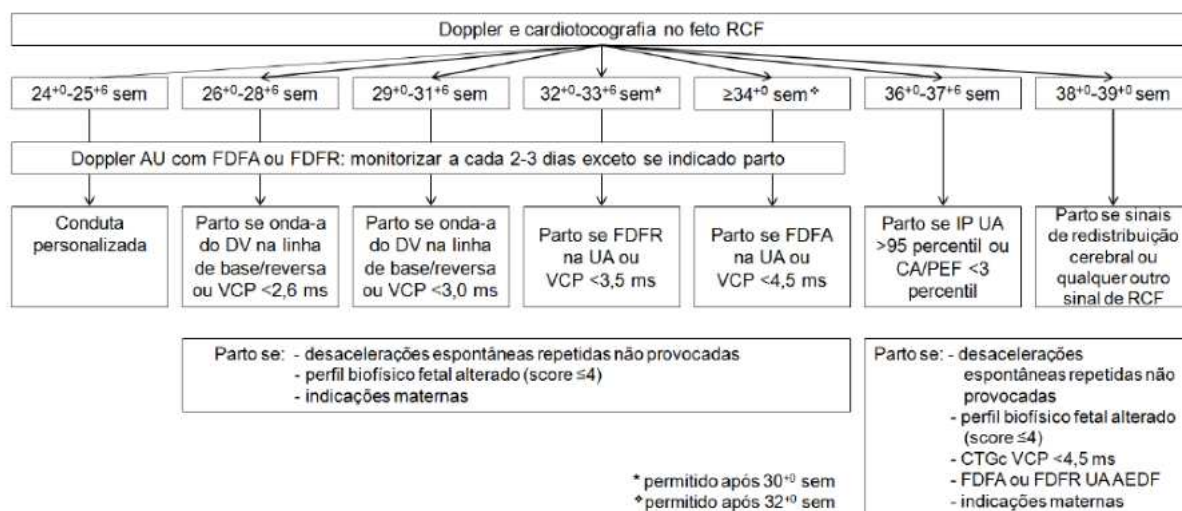 Doppler e cardiotocografia no feto RCF
24⁺⁰-25⁺⁶ sem
26⁺⁰-28⁺⁶ sem
29⁺⁰-31⁺⁶ sem
32⁺⁰-33⁺⁶ sem*
≥34⁺⁰ sem❖
36⁺⁰-37⁺⁶ sem
38⁺⁰-39⁺⁰ sem
Doppler AU com FDFA ou FDFR: monitorizar a cada 2-3 dias exceto se indicado parto
Conduta
personalizada
Parto se onda-a
do DV na linha
de base/reversa
ou VCP <2,6 ms
Parto se onda-a
do DV na linha
de base/reversa
ou VCP <3,0 ms
Parto se FDFR
na UA ou
VCP <3,5 ms
Parto se FDFA
na UA ou
VCP <4,5 ms
Parto se IP UA
>95 percentil ou
CA/PEF <3
percentil
Parto se sinais
de redistribuição
cerebral ou
qualquer outro
sinal de RCF
Parto se: - desacelerações espontâneas repetidas não provocadas
- perfil biofísico fetal alterado (score ≤4)
- indicações maternas
Parto se: - desacelerações
espontâneas repetidas não
provocadas
- perfil biofísico fetal alterado
(score ≤4)
- CTGc VCP <4,5 ms
- FDFA ou FDFR UA AEDF
- indicações maternas
* permitido após 30⁺⁰ sem
❖ permitido após 32⁺⁰ sem